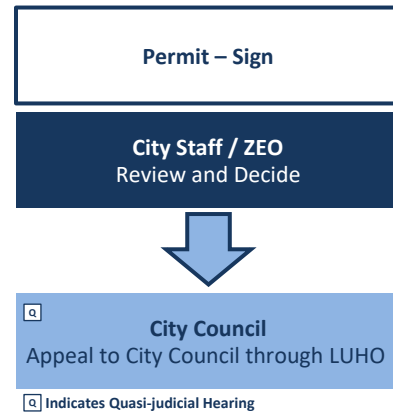 Permit – Sign
City Staff / ZEO
Review and Decide
Q
City Council
Appeal to City Council through LUHO
Q Indicates Quasi-judicial Hearing